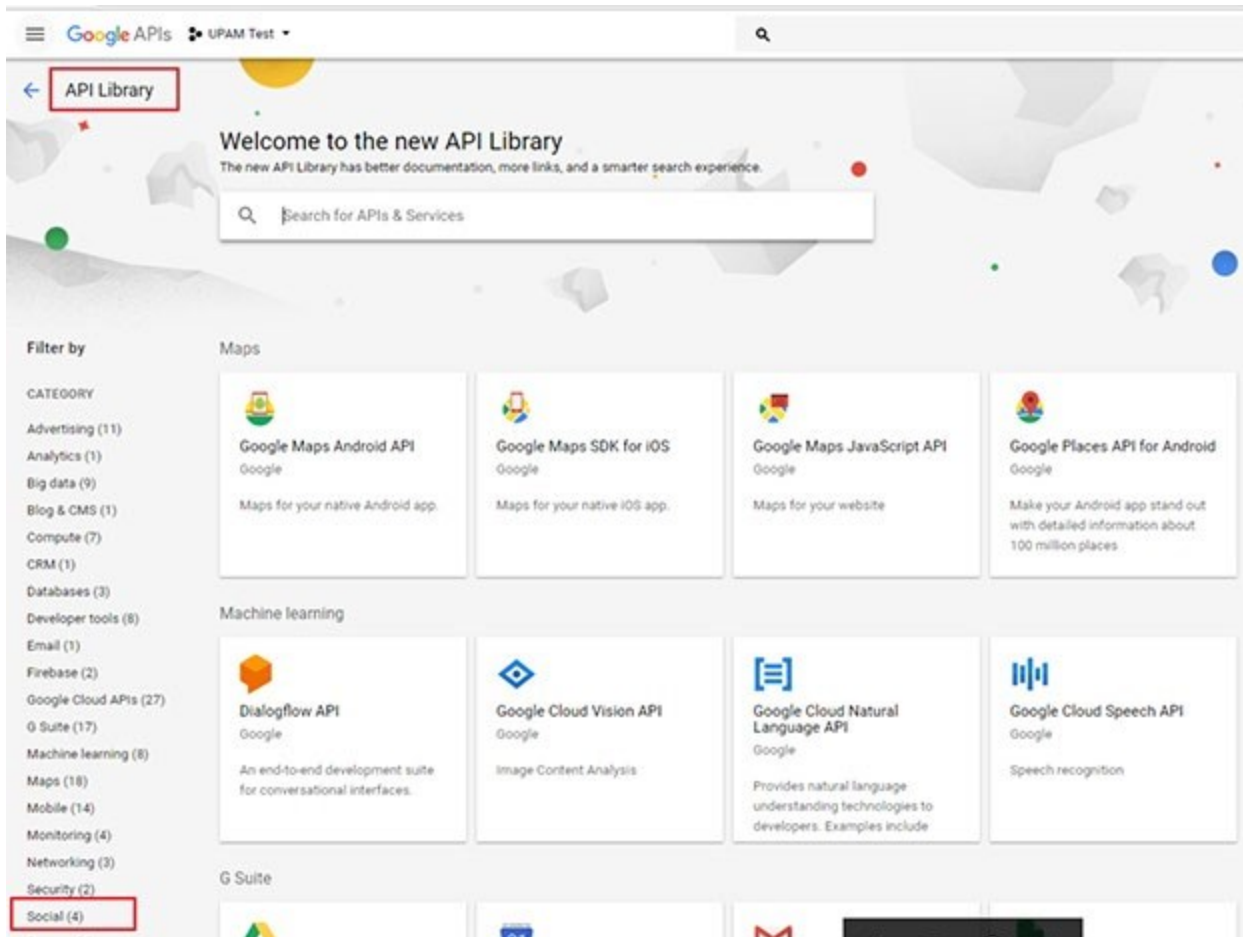 Google APIs UPAM Test
API Library
Welcome to the new API Library
The new API Library has better documentation, more links, and a smarter search experience.
Search for APIs & Services
Filter by
CATEGORY
Advertising (11)
Analytics (1)
Big data (9)
Blog & CMS (1)
Compute (7)
CRM (1)
Databases (3)
Developer tools (8)
Email (1)
Firebase (2)
Google Cloud APIs (27)
G Suite (17)
Machine learning (8)
Maps (18)
Mobile (14)
Monitoring (4)
Networking (3)
Security (2)
Social (4)
Maps
Google Maps Android API
Google
Maps for your native Android app.
Google Maps SDK for iOS
Google
Maps for your native iOS app.
Google Maps JavaScript API
Google
Maps for your website
Google Places API for Android
Google
Make your Android app stand out
with detailed information about
100 million places
Machine learning
Dialogflow API
Google
An end-to-end development suite
for conversational interfaces.
Google Cloud Vision API
Google
Image Content Analysis
Google Cloud Natural
Language API
Google
Provides natural language
understanding technologies to
developers. Examples include
Google Cloud Speech API
Google
Speech recognition
G Suite